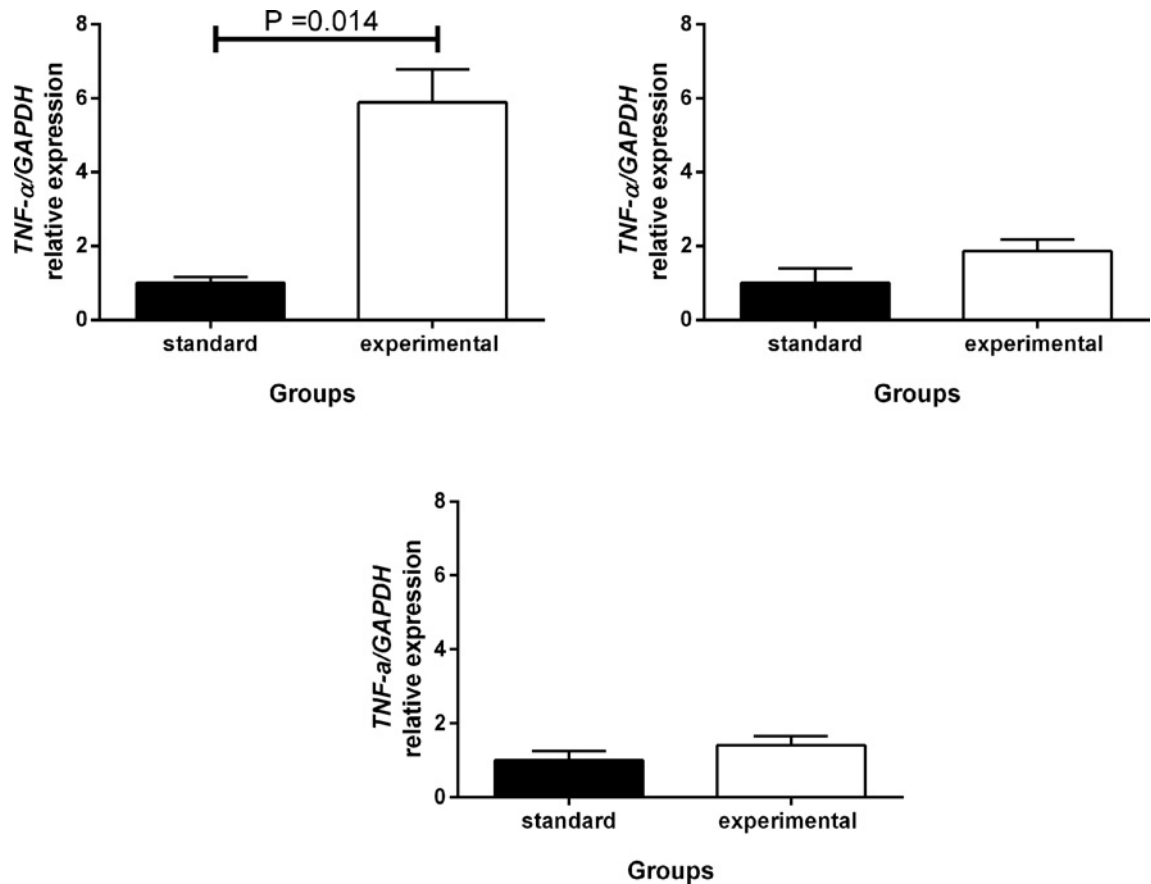 P =0.014
TNF-α/GAPDH
relative expression
8
6
4
2
0
standard
experimental
Groups
TNF-α/GAPDH
relative expression
8
6
4
2
0
standard
experimental
Groups
TNF-a/GAPDH
relative expression
8
6
4
2
0
standard
experimental
Groups